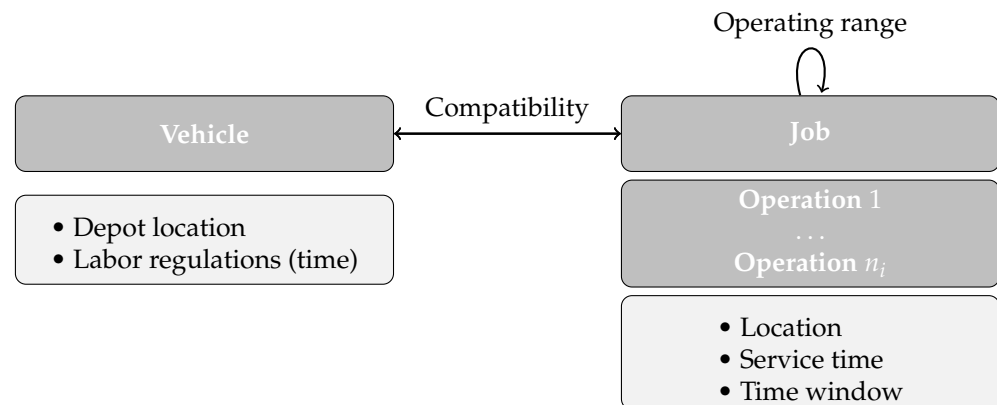 Operating range
Compatibility
Vehicle
Job
• Depot location
• Labor regulations (time)
Operation 1
...
Operation n_i
• Location
• Service time
• Time window